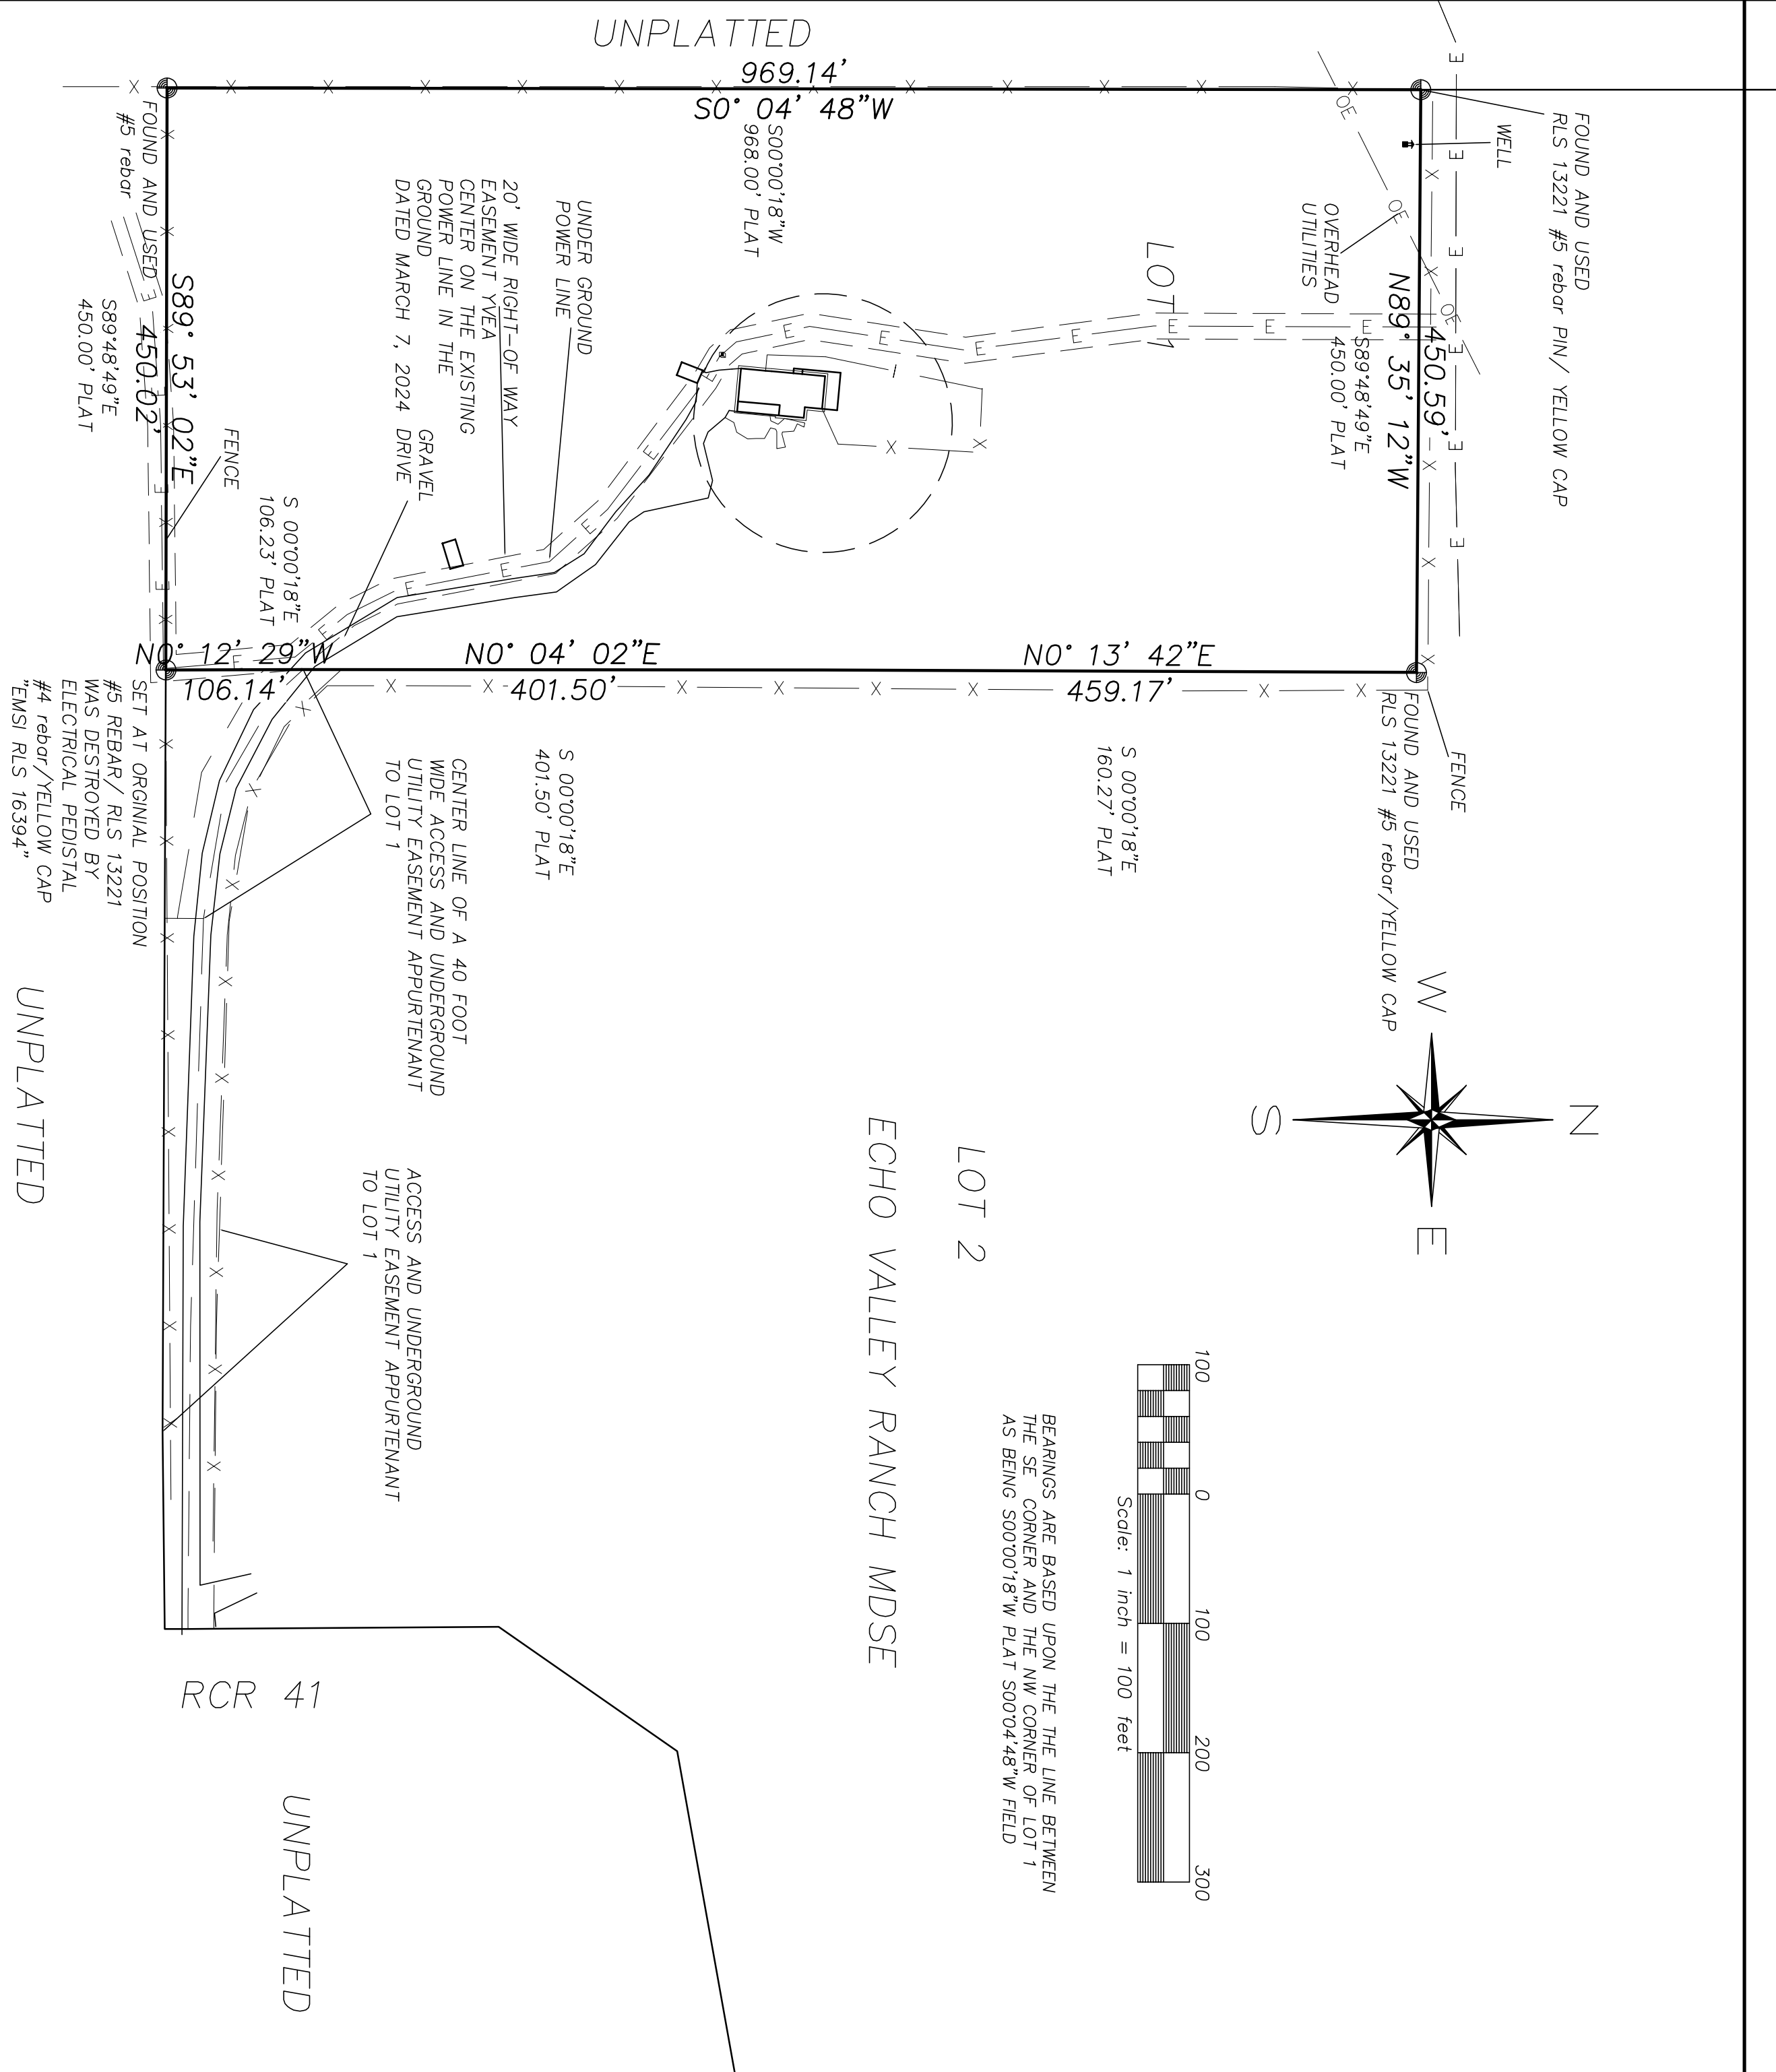 UNPLATTED
969.14'
S0° 04' 48"W
S00°00'18"W
968.00' PLAT
FOUND AND USED
RLS 13221 #5 rebar PIN/ YELLOW CAP
WELL
OVERHEAD
UTILITIES
OE
OE
OE
450.59'
N89° 35' 12"W
S89°48'49"E
450.00' PLAT
LOT 1
UNDER GROUND
POWER LINE
20' WIDE RIGHT-OF WAY
EASEMENT YVEA
CENTER ON THE EXISTING
POWER LINE IN THE
GROUND
DATED MARCH 7, 2024
GRAVEL
DRIVE
FOUND AND USED
#5 rebar
S89° 53' 02"E
450.02'
S89°48'49"E
450.00' PLAT
FENCE
S 00°00'18"E
106.23' PLAT
N0° 12' 29"W
106.14'
N0° 04' 02"E
401.50'
N0° 13' 42"E
459.17'
FOUND AND USED
RLS 13221 #5 rebar/YELLOW CAP
FENCE
SET AT ORGINIAL POSITION
#5 REBAR/ RLS 13221
WAS DESTROYED BY
ELECTRICAL PEDISTAL
#4 rebar/YELLOW CAP
"EMSI RLS 16394"
S 00°00'18"E
401.50' PLAT
S 00°00'18"E
160.27' PLAT
CENTER LINE OF A 40 FOOT
WIDE ACCESS AND UNDERGROUND
UTILITY EASEMENT APPURTENANT
TO LOT 1
UNPLATTED
W
N
S
E
LOT 2
ECHO VALLEY RANCH MDSE
ACCESS AND UNDERGROUND
UTILITY EASEMENT APPURTENANT
TO LOT 1
100 0 100 200 300
Scale: 1 inch = 100 feet
BEARINGS ARE BASED UPON THE THE LINE BETWEEN
THE SE CORNER AND THE NW CORNER OF LOT 1
AS BEING S00°00'18"W PLAT S00°04'48"W FIELD
RCR 41
UNPLATTED